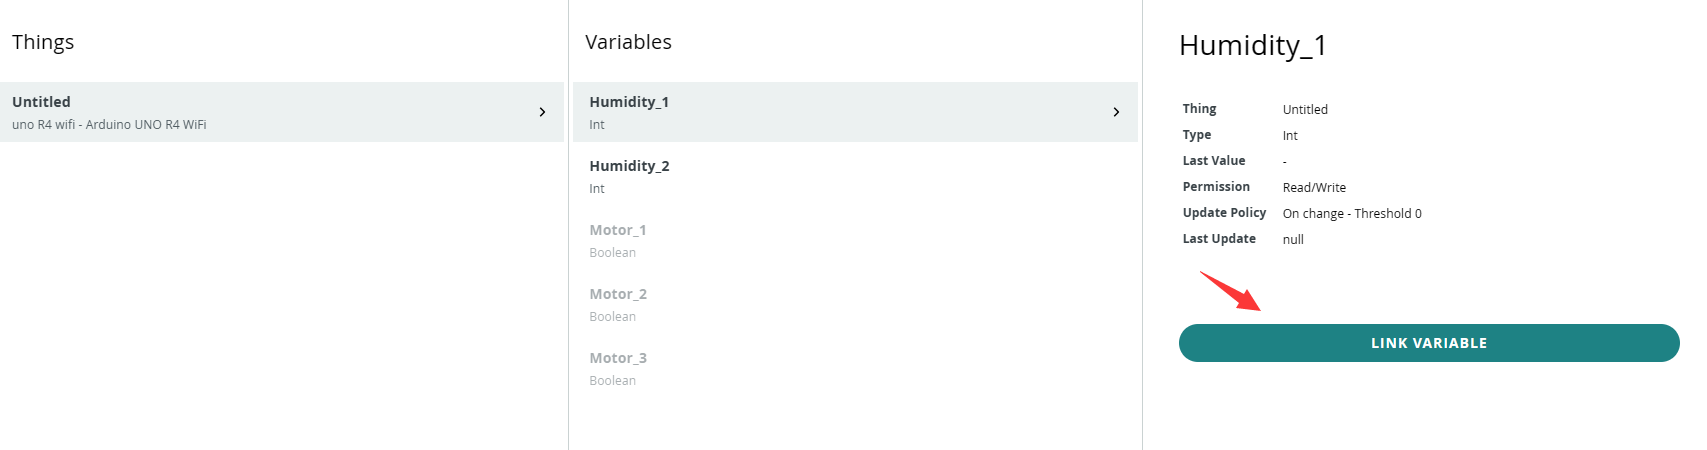 Things
Untitled
uno R4 wifi - Arduino UNO R4 WiFi
Variables
Humidity_1
Int
Humidity_2
Int
Motor_1
Boolean
Motor_2
Boolean
Motor_3
Boolean
Humidity_1
Thing Untitled
Type Int
Last Value -
Permission Read/Write
Update Policy On change - Threshold 0
Last Update null
LINK VARIABLE